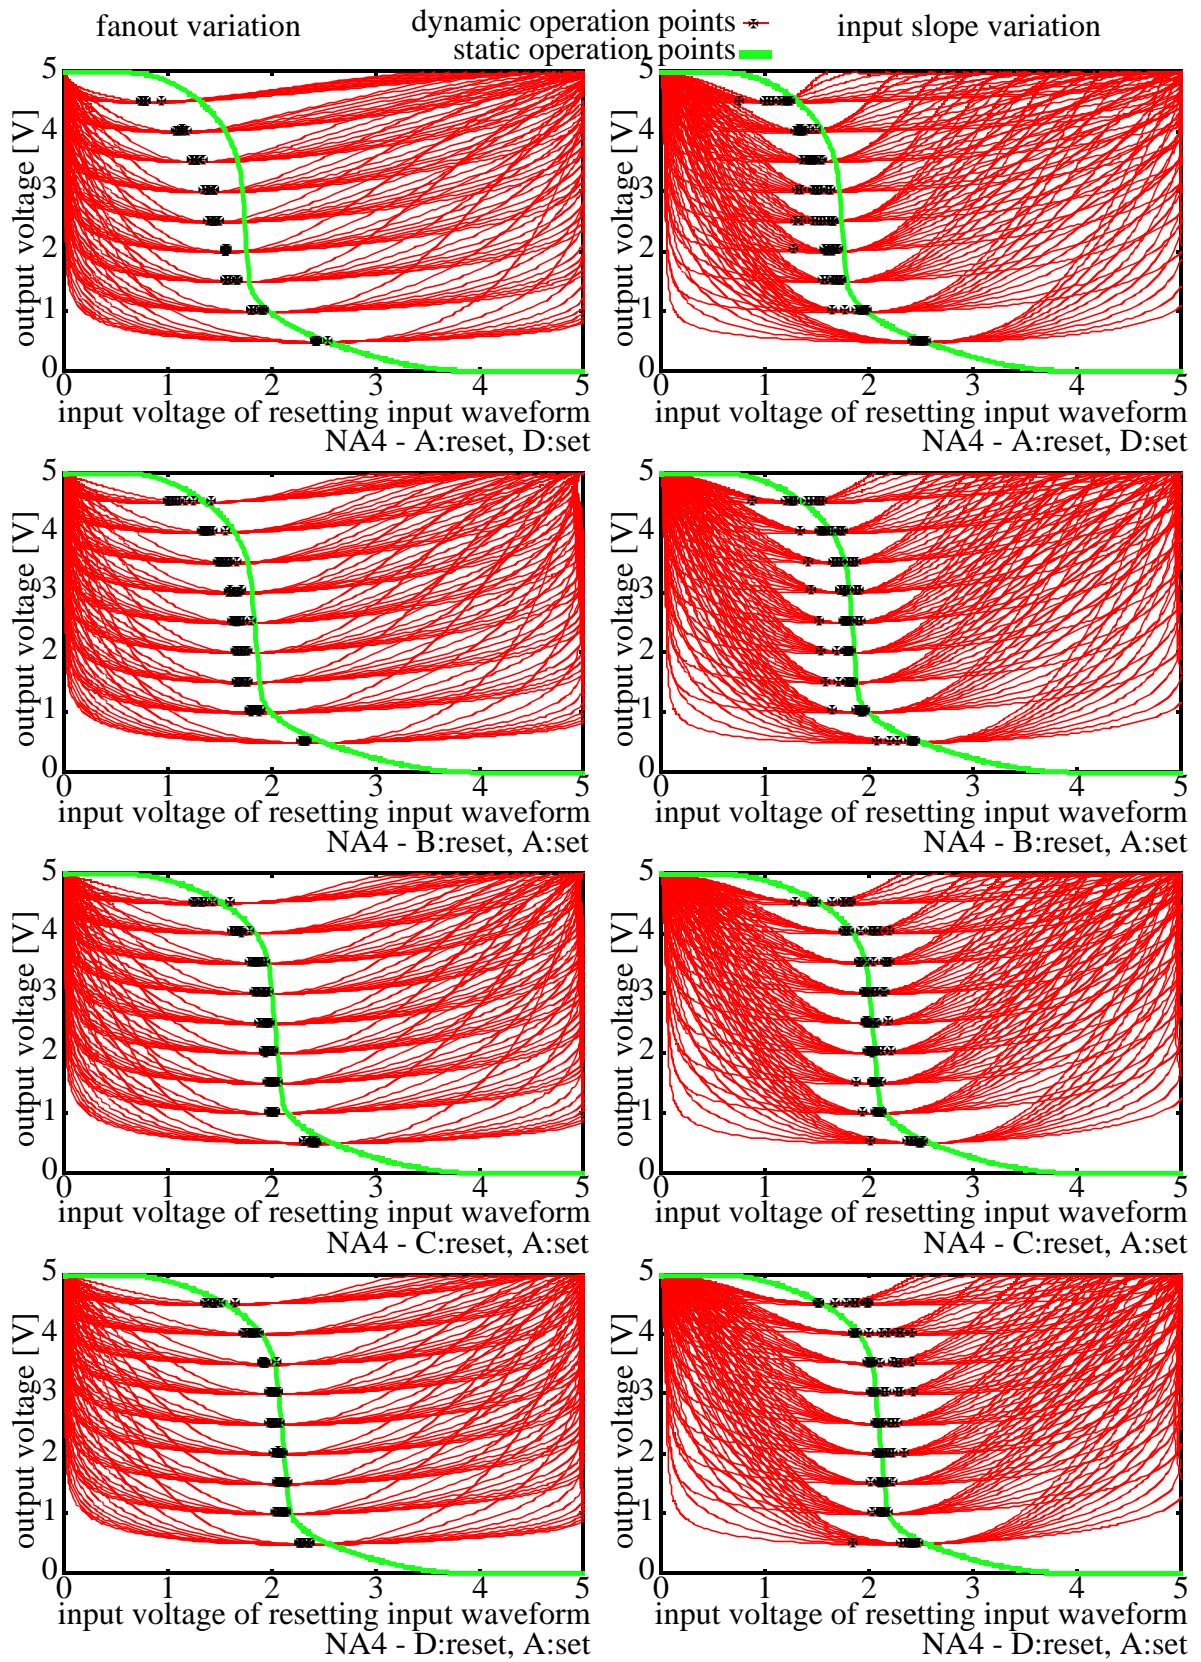 fanout variation
dynamic operation points
static operation points
input slope variation
output voltage [V]
5
4
3
2
1
0
0 1 2 3 4 5
input voltage of resetting input waveform
NA4 - A:reset, D:set
output voltage [V]
5
4
3
2
1
0
0 1 2 3 4 5
input voltage of resetting input waveform
NA4 - A:reset, D:set
output voltage [V]
5
4
3
2
1
0
0 1 2 3 4 5
input voltage of resetting input waveform
NA4 - B:reset, A:set
output voltage [V]
5
4
3
2
1
0
0 1 2 3 4 5
input voltage of resetting input waveform
NA4 - B:reset, A:set
output voltage [V]
5
4
3
2
1
0
0 1 2 3 4 5
input voltage of resetting input waveform
NA4 - C:reset, A:set
output voltage [V]
5
4
3
2
1
0
0 1 2 3 4 5
input voltage of resetting input waveform
NA4 - C:reset, A:set
output voltage [V]
5
4
3
2
1
0
0 1 2 3 4 5
input voltage of resetting input waveform
NA4 - D:reset, A:set
output voltage [V]
5
4
3
2
1
0
0 1 2 3 4 5
input voltage of resetting input waveform
NA4 - D:reset, A:set